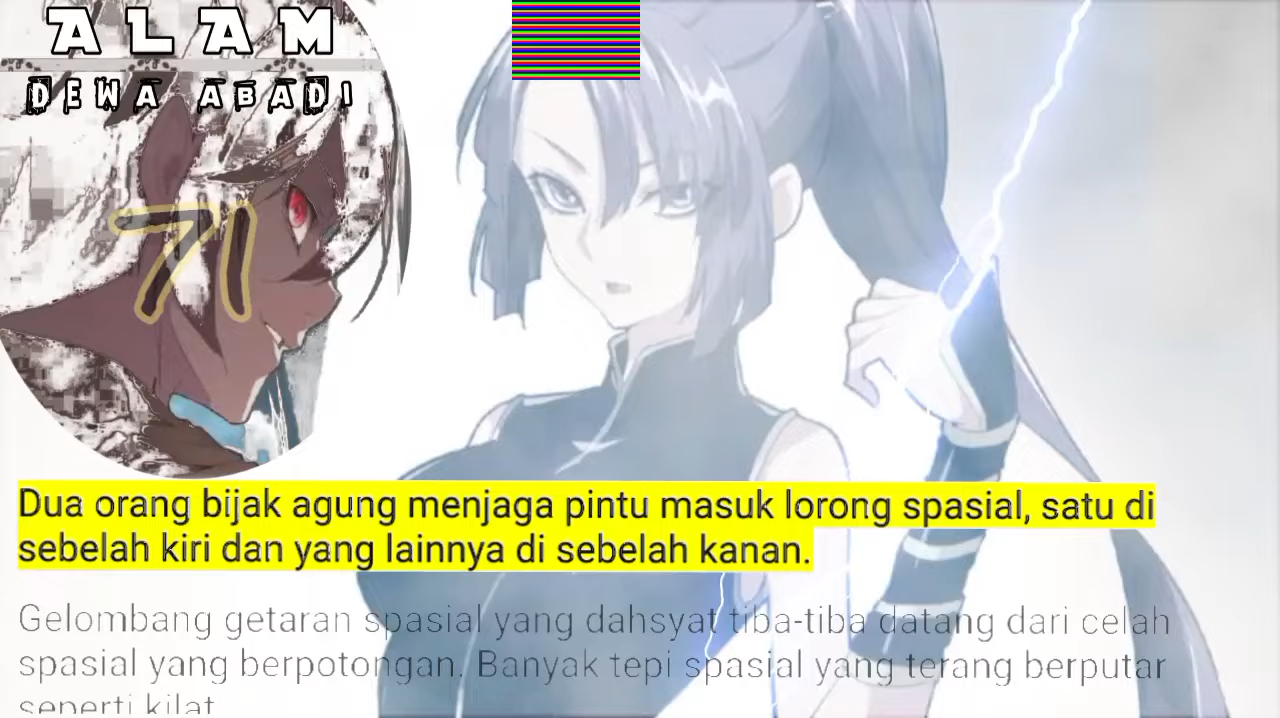 ALAM
DEWA ABADI
71
Dua orang bijak agung menjaga pintu masuk lorong spasial, satu di
sebelah kiri dan yang lainnya di sebelah kanan.
Gelombang getaran spasial yang dahsyat tiba-tiba datang dari celah
spasial yang berpotongan. Banyak tepi spasial yang terang berputar
seperti kilat